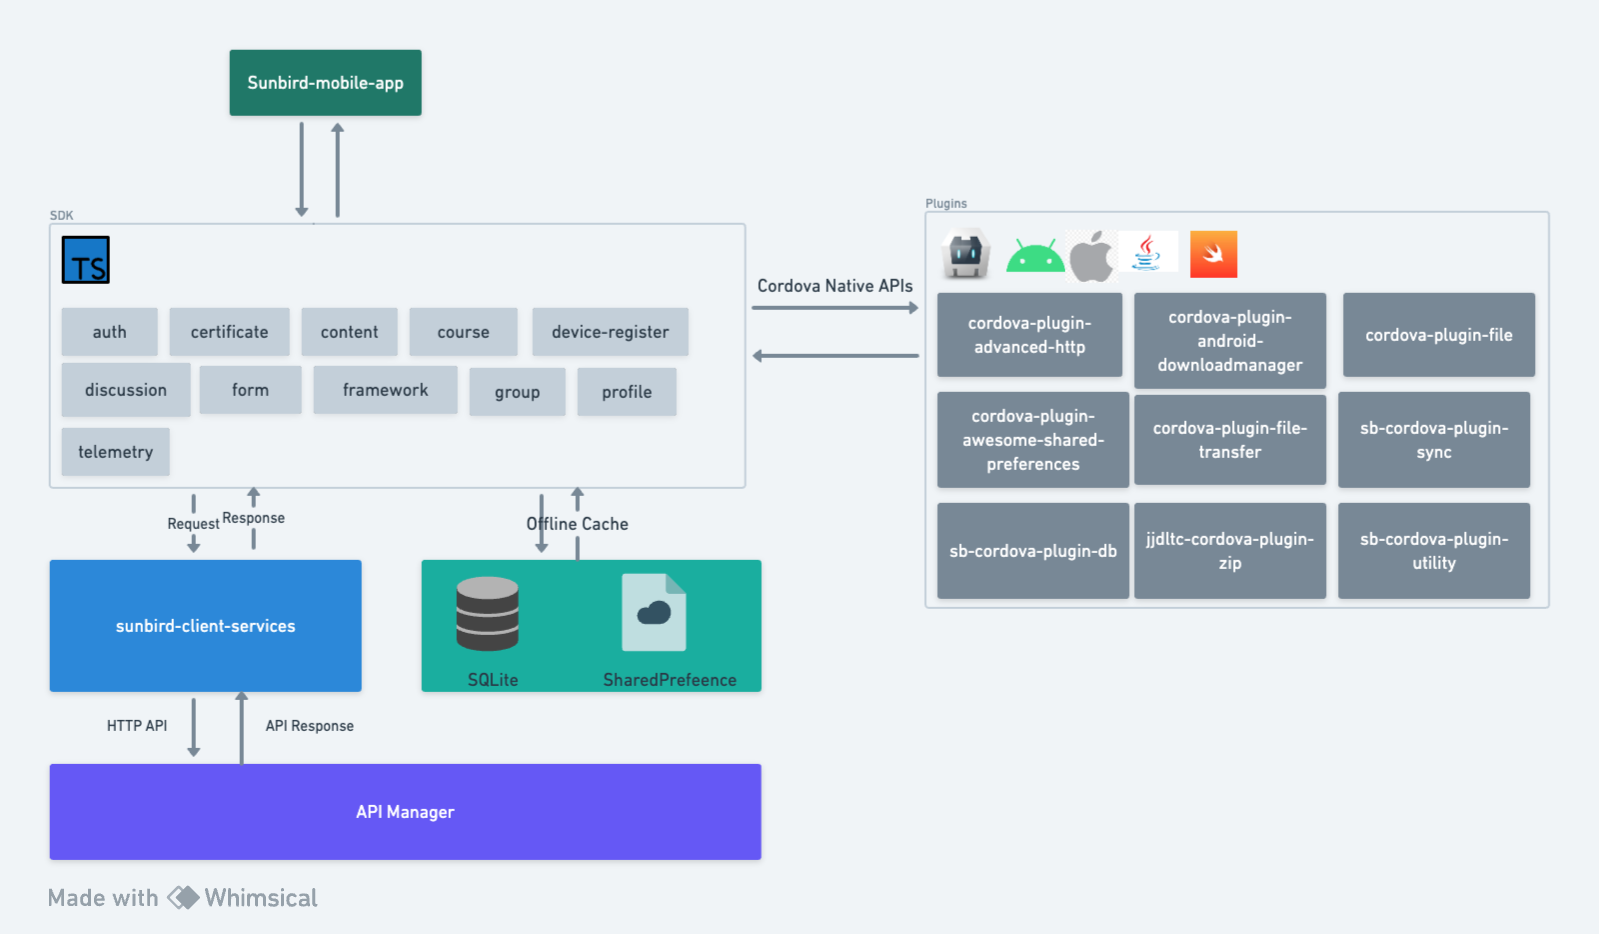 Sunbird-mobile-app
SDK
TS
auth
certificate
content
course
device-register
discussion
form
framework
group
profile
telemetry
Cordova Native APIs
Plugins
cordova-plugin-
advanced-http
cordova-plugin-
android-
downloadmanager
cordova-plugin-file
cordova-plugin-
awesome-shared-
preferences
cordova-plugin-file-
transfer
sb-cordova-plugin-
sync
sb-cordova-plugin-db
jjdltc-cordova-plugin-
zip
sb-cordova-plugin-
utility
Request
Response
Offline Cache
sunbird-client-services
SQLite
SharedPrefeence
HTTP API
API Response
API Manager
Made with Whimsical